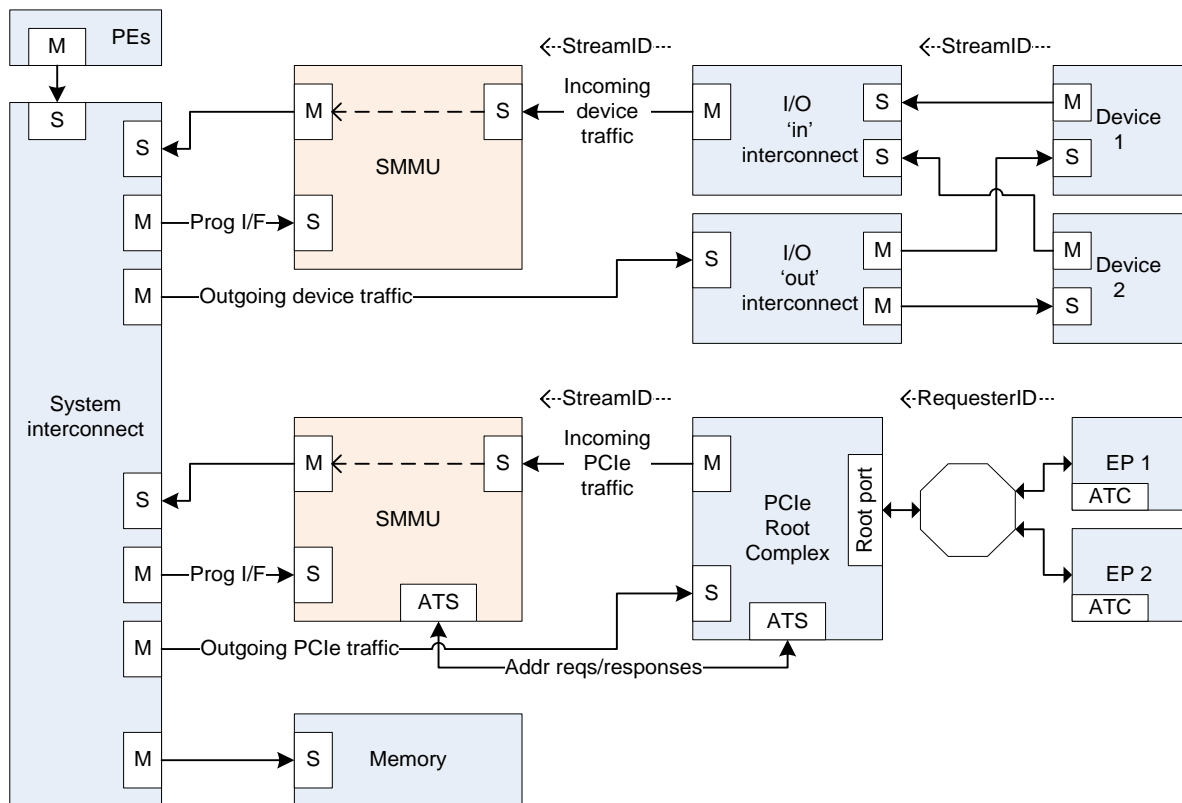 PEs
M
S
System
interconnect
S
M
M
S
M
M
M
Prog I/F
Outgoing device traffic
M
S
SMMU
S
StreamID
Incoming
device
traffic
M
I/O
‘in’
interconnect
S
S
StreamID
M
S
Device
1
S
I/O
‘out’
interconnect
M
M
M
S
Device
2
StreamID
M
S
SMMU
S
ATS
Prog I/F
Outgoing PCIe traffic
Incoming
PCIe
traffic
M
S
PCIe
Root
Complex
Root port
ATS
Addr reqs/responses
RequesterID
EP 1
ATC
EP 2
ATC
S
Memory